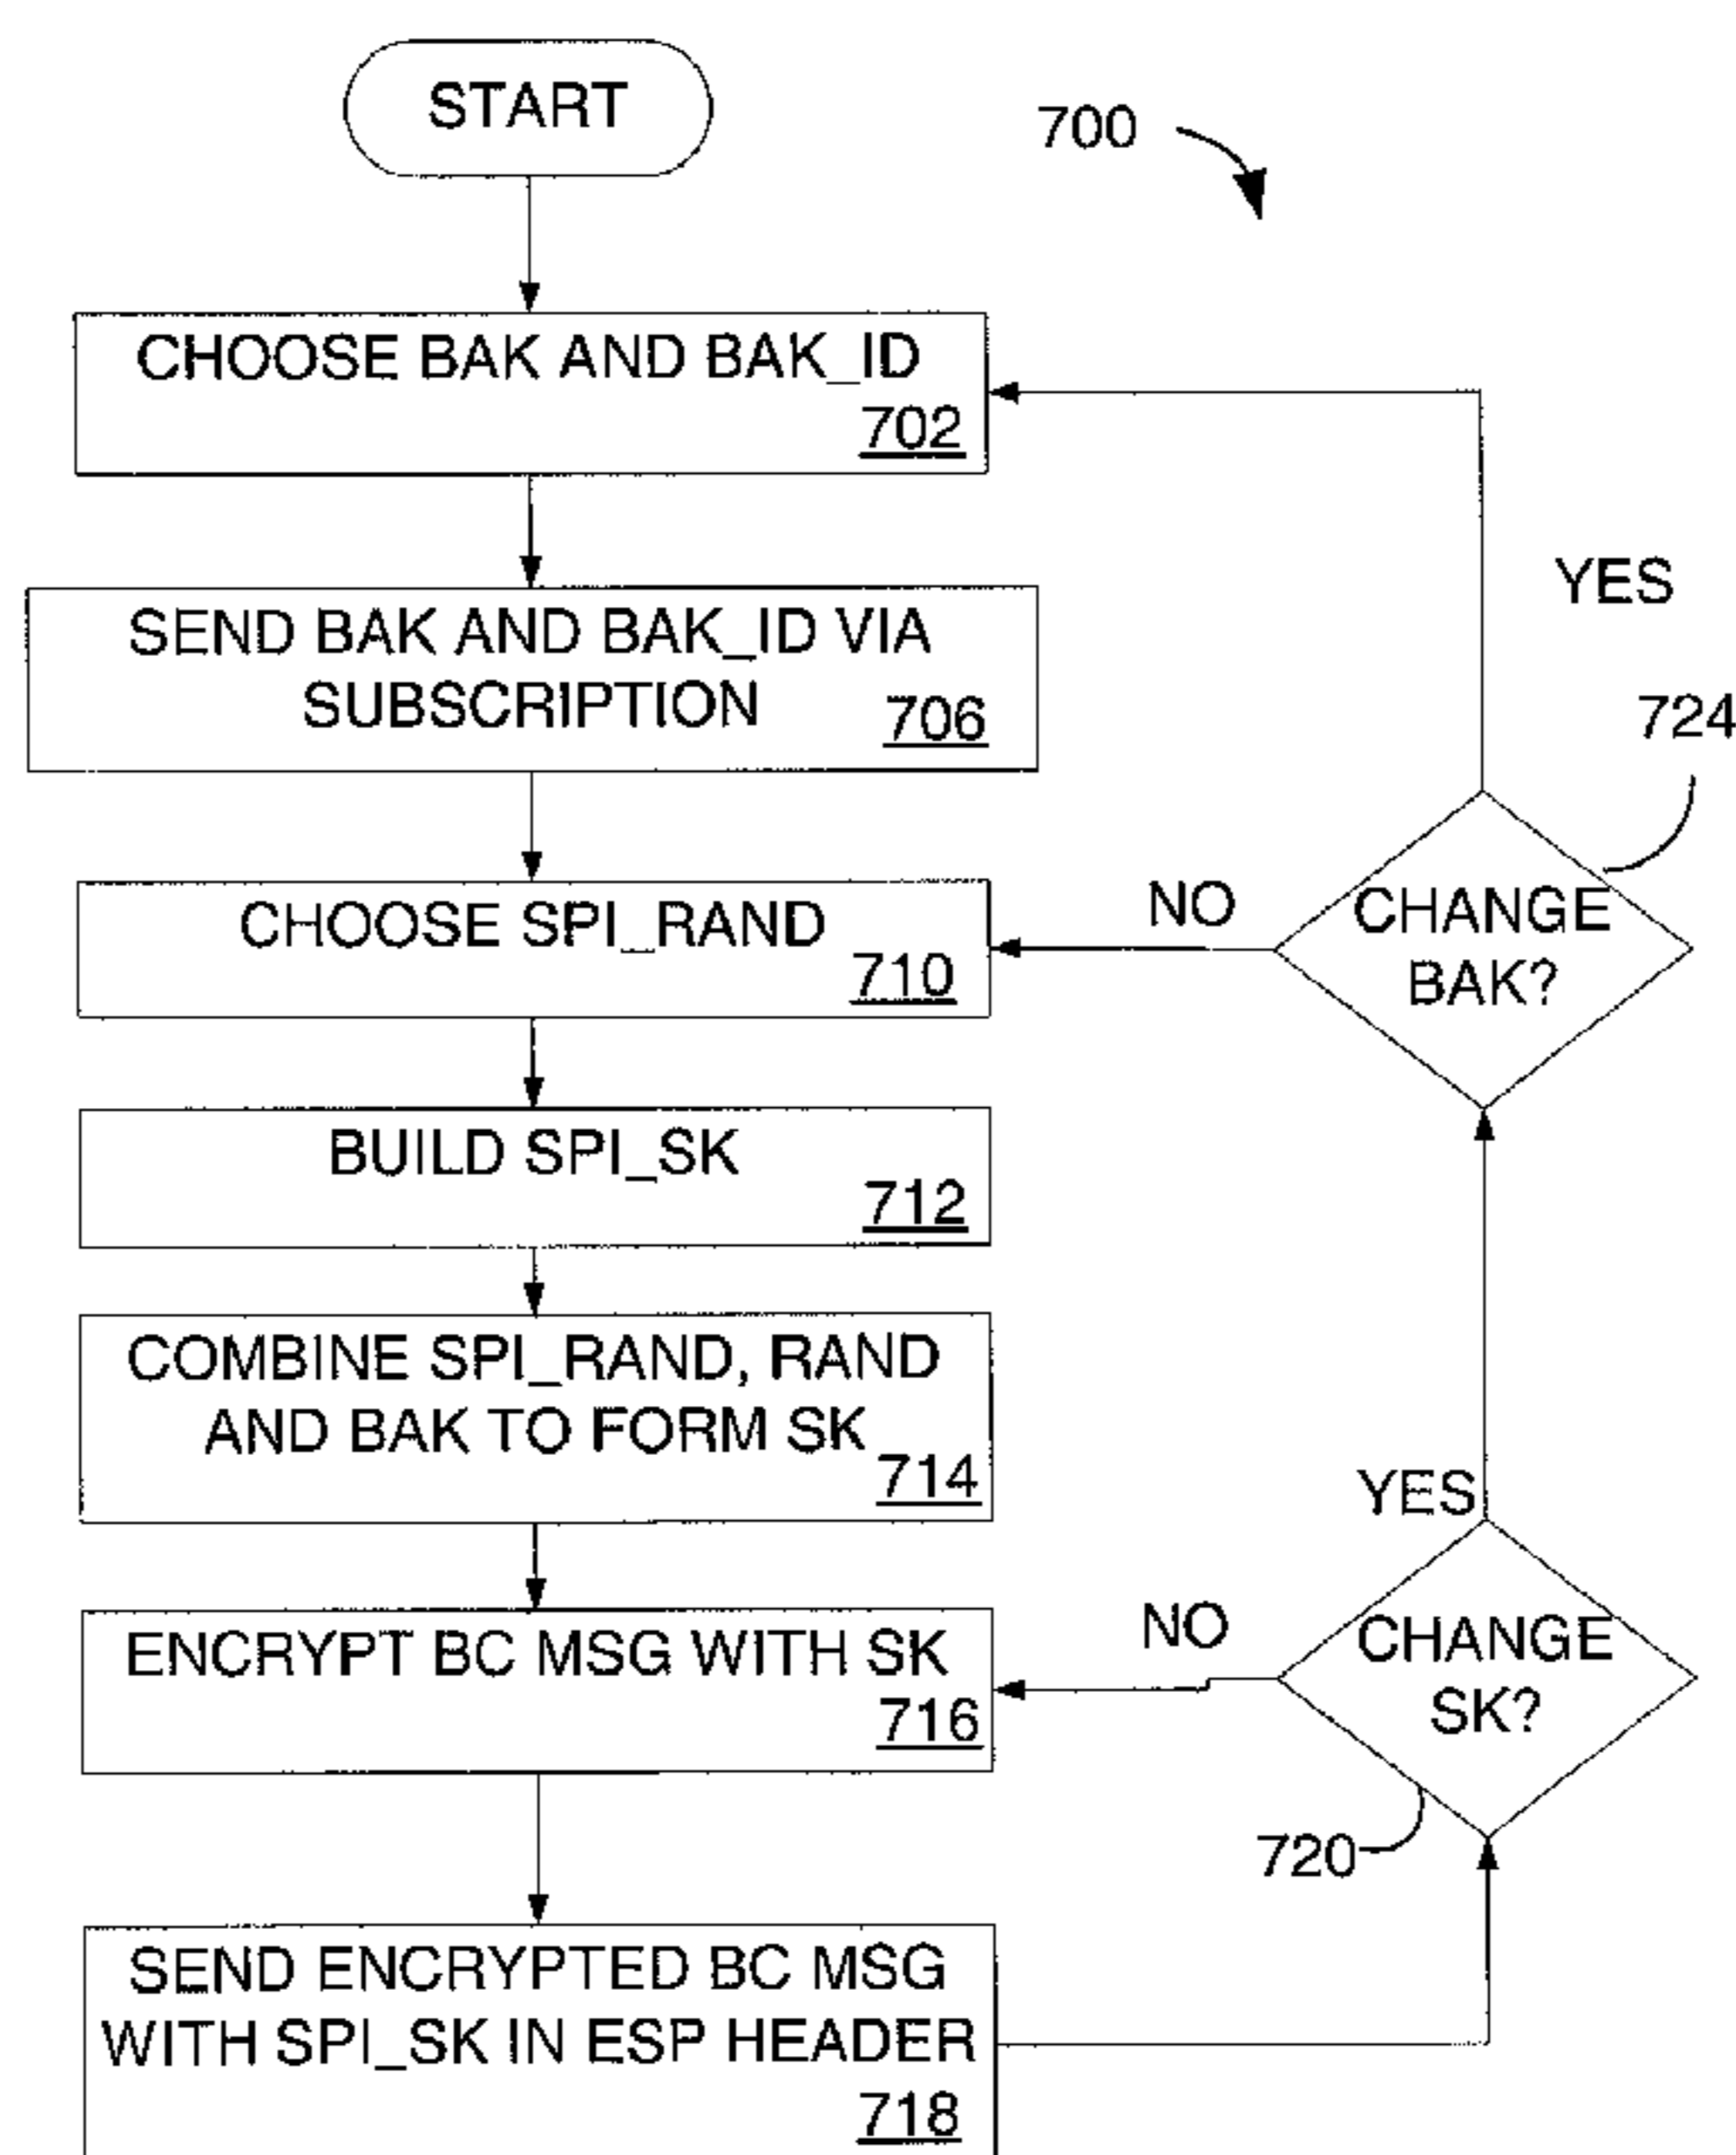 START
700
CHOOSE BAK AND BAK_ID
702
SEND BAK AND BAK_ID VIA
SUBSCRIPTION
706
YES
724
CHOOSE SPI_RAND
710
NO
CHANGE
BAK?
BUILD SPI_SK
712
COMBINE SPI_RAND, RAND
AND BAK TO FORM SK
714
YES
ENCRYPT BC MSG WITH SK
716
NO
CHANGE
SK?
720
SEND ENCRYPTED BC MSG
WITH SPI_SK IN ESP HEADER
718